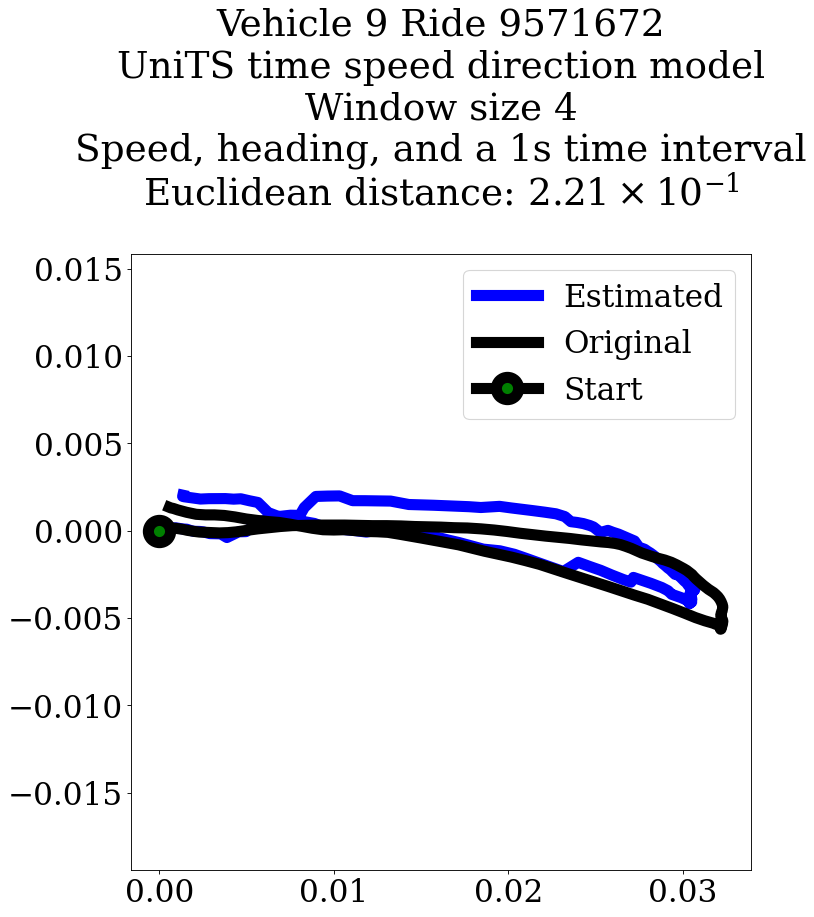 Vehicle 9 Ride 9571672
UniTS time speed direction model
Window size 4
Speed, heading, and a 1s time interval
Euclidean distance: 2.21 × 10⁻¹
0.015
0.010
0.005
0.000
−0.005
−0.010
−0.015
Estimated
Original
Start
0.00 0.01 0.02 0.03